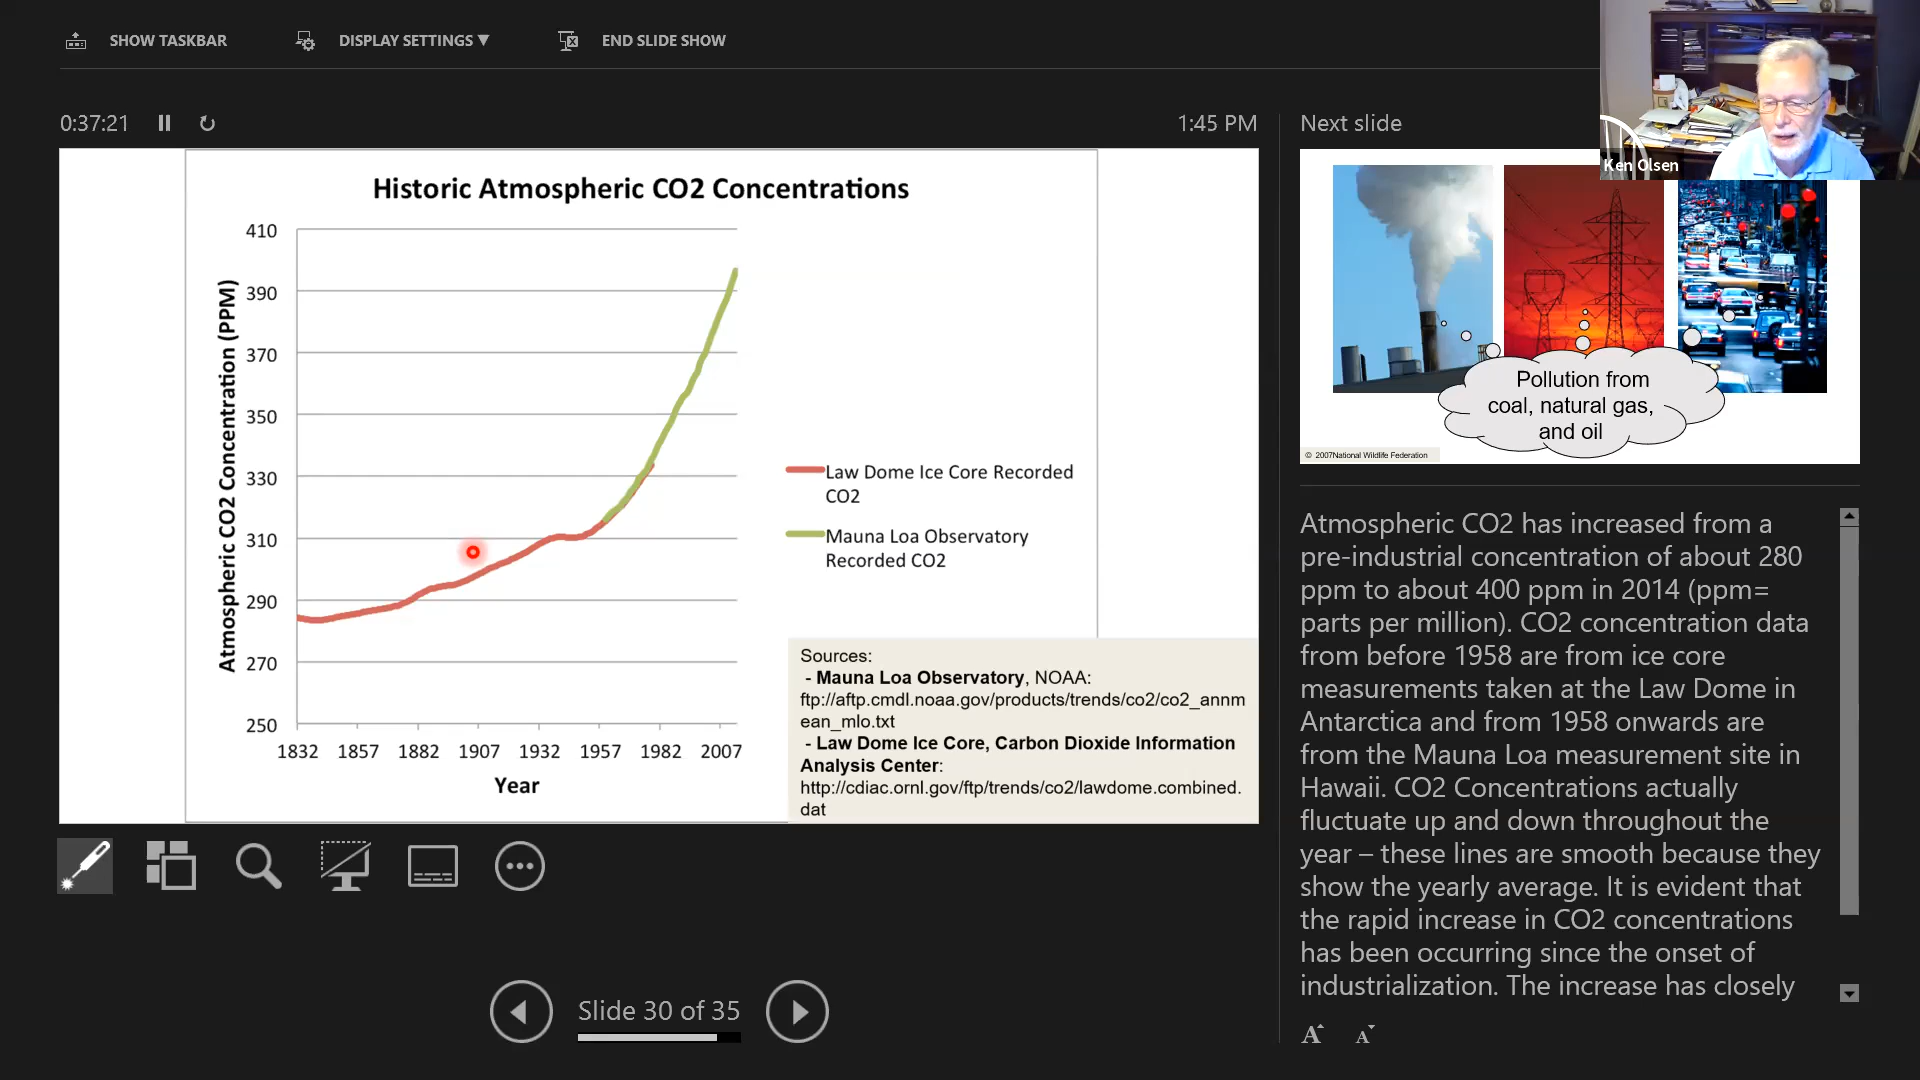 SHOW TASKBAR
DISPLAY SETTINGS ▼
END SLIDE SHOW
0:37:21
1:45 PM
Historic Atmospheric CO2 Concentrations
Atmospheric CO2 Concentration (PPM)
410
390
370
350
330
310
290
270
250
1832 1857 1882 1907 1932 1957 1982 2007
Year
Law Dome Ice Core Recorded
CO2
Mauna Loa Observatory
Recorded CO2
Sources:
- Mauna Loa Observatory, NOAA:
ftp://aftp.cmdl.noaa.gov/products/trends/co2/co2_annm
ean_mlo.txt
- Law Dome Ice Core, Carbon Dioxide Information
Analysis Center:
http://cdiac.ornl.gov/ftp/trends/co2/lawdome.combined.
dat
Slide 30 of 35
Next slide
Ken Olsen
Pollution from
coal, natural gas,
and oil
© 2007National Wildlife Federation
Atmospheric CO2 has increased from a
pre-industrial concentration of about 280
ppm to about 400 ppm in 2014 (ppm=
parts per million). CO2 concentration data
from before 1958 are from ice core
measurements taken at the Law Dome in
Antarctica and from 1958 onwards are
from the Mauna Loa measurement site in
Hawaii. CO2 Concentrations actually
fluctuate up and down throughout the
year – these lines are smooth because they
show the yearly average. It is evident that
the rapid increase in CO2 concentrations
has been occurring since the onset of
industrialization. The increase has closely
A A